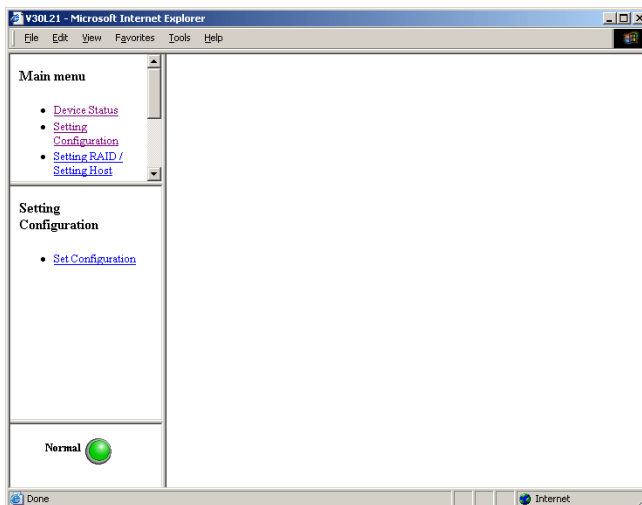 V30L21 - Microsoft Internet Explorer
File Edit View Favorites Tools Help
Main menu
Device Status
Setting
Configuration
Setting RAID /
Setting Host
Setting
Configuration
Set Configuration
Normal
Done
Internet